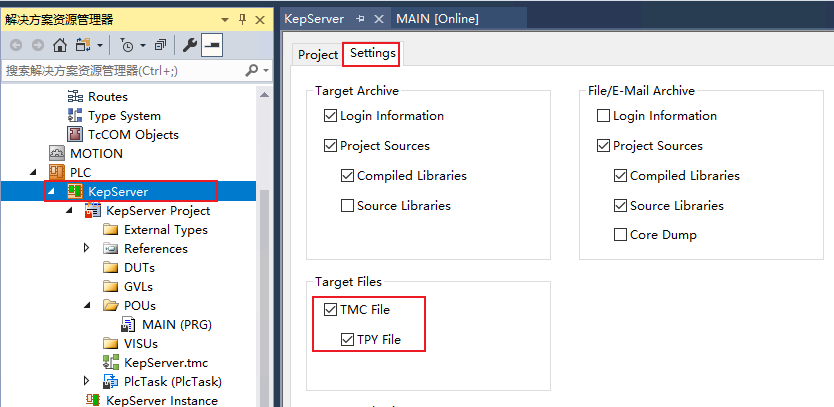 解决方案资源管理器
搜索解决方案资源管理器(Ctrl+;)
Routes
Type System
TcCOM Objects
MOTION
PLC
KepServer
KepServer Project
External Types
References
DUTs
GVLs
POUs
MAIN (PRG)
VISUs
KepServer.tmc
PlcTask (PlcTask)
KepServer Instance
KepServer
MAIN [Online]
Project
Settings
Target Archive
Login Information
Project Sources
Compiled Libraries
Source Libraries
File/E-Mail Archive
Login Information
Project Sources
Compiled Libraries
Source Libraries
Core Dump
Target Files
TMC File
TPY File